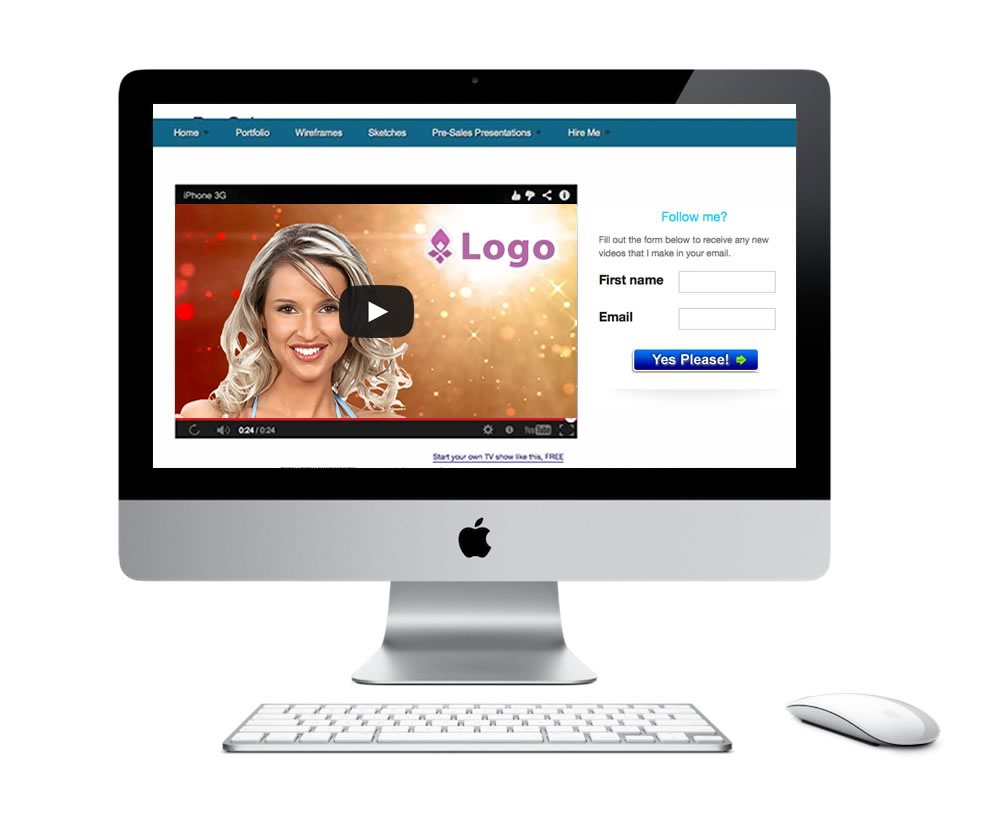 Home Portfolio Wireframes Sketches Pre-Sales Presentations Hire Me
iPhone 3G
Logo
0:24 / 0:24
YouTube
Start your own TV show like this, FREE
Follow me?
Fill out the form below to receive any new
videos that I make in your email.
First name
Email
Yes Please!